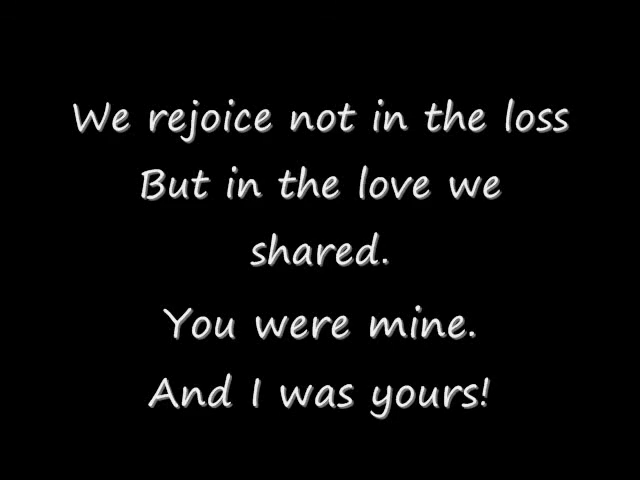 We rejoice not in the loss
But in the love we
shared.
You were mine.
And I was yours!